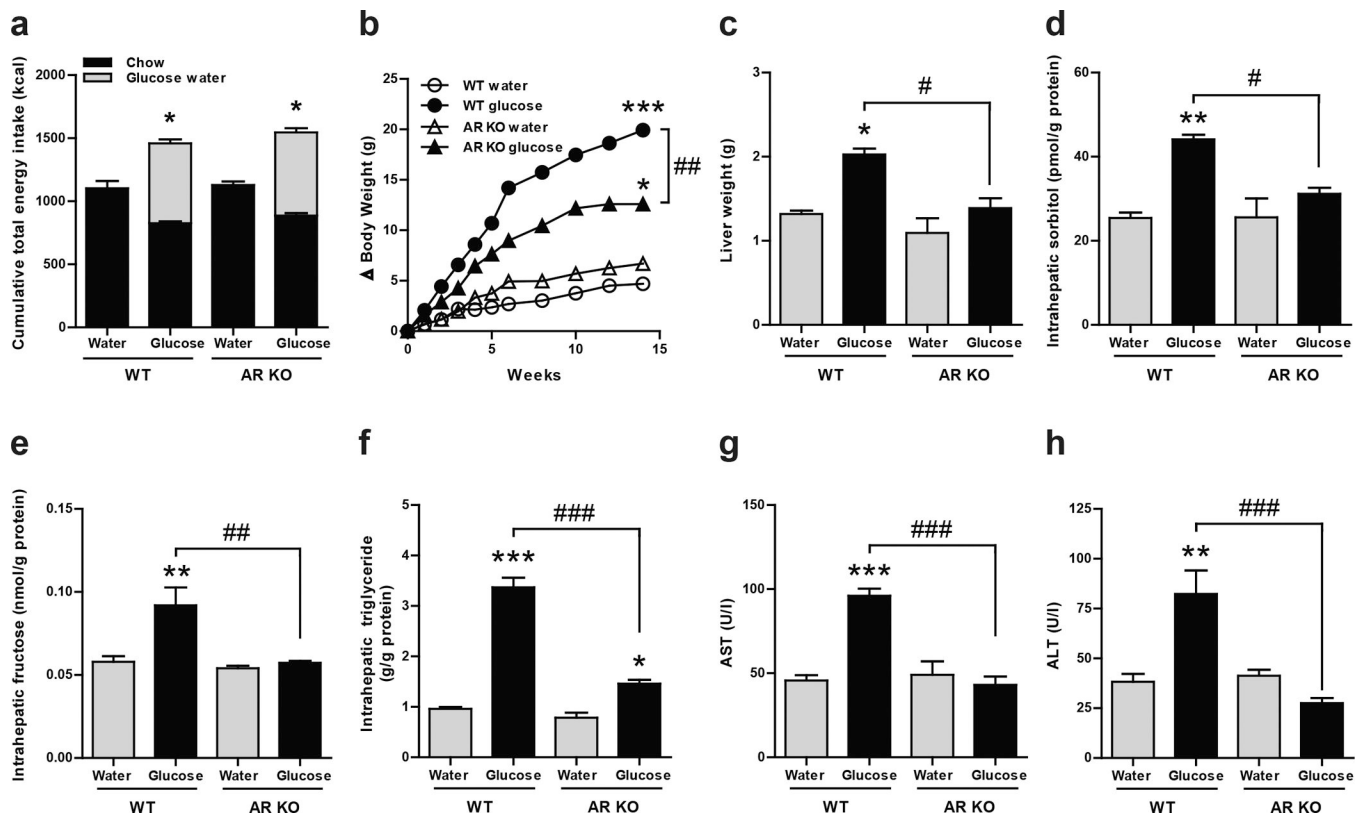 a
Chow
Glucose water
Cumulative total energy intake (kcal)
2000
1500
1000
500
0
*
*
Water
Glucose
Water
Glucose
WT
AR KO
b
WT water
WT glucose
AR KO water
AR KO glucose
Δ Body Weight (g)
25
20
15
10
5
0
***
*
##
0
5
10
15
Weeks
c
Liver weight (g)
3
2
1
0
#
*
Water
Glucose
Water
Glucose
WT
AR KO
d
Intrahepatic sorbitol (pmol/g protein)
60
40
20
0
#
**
Water
Glucose
Water
Glucose
WT
AR KO
e
Intrahepatic fructose (nmol/g protein)
0.15
0.10
0.05
0.00
##
**
Water
Glucose
Water
Glucose
WT
AR KO
f
Intrahepatic triglyceride
(g/g protein)
5
4
3
2
1
0
###
***
*
Water
Glucose
Water
Glucose
WT
AR KO
g
AST (U/l)
150
100
50
0
###
***
Water
Glucose
Water
Glucose
WT
AR KO
h
ALT (U/l)
125
100
75
50
25
0
###
**
Water
Glucose
Water
Glucose
WT
AR KO